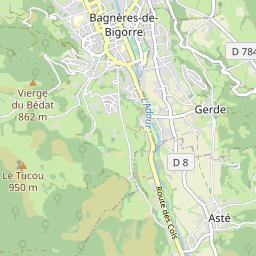 Bagnères-de-
Bigorre
D 784
Vierge
du Bédat
862 m
Adour
Gerde
D 8
Le Tucou
950 m
Route des Cols
Asté